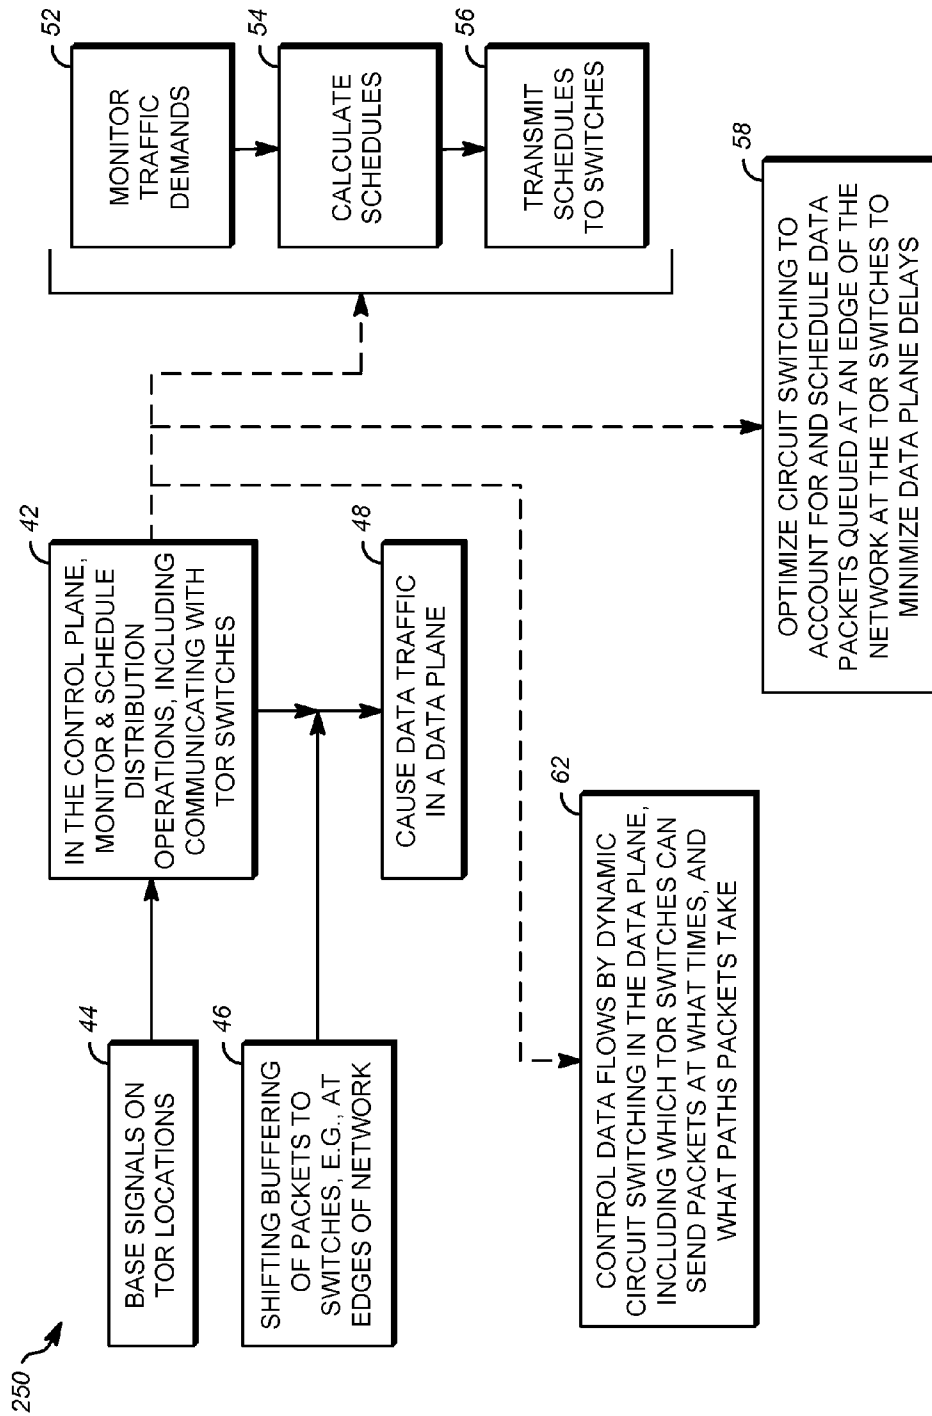 250
44
BASE SIGNALS ON
TOR LOCATIONS
46
SHIFTING BUFFERING
OF PACKETS TO
SWITCHES, E.G., AT
EDGES OF NETWORK
42
IN THE CONTROL PLANE,
MONITOR & SCHEDULE
DISTRIBUTION
OPERATIONS, INCLUDING
COMMUNICATING WITH
TOR SWITCHES
48
CAUSE DATA TRAFFIC
IN A DATA PLANE
52
MONITOR
TRAFFIC
DEMANDS
54
CALCULATE
SCHEDULES
56
TRANSMIT
SCHEDULES
TO SWITCHES
62
CONTROL DATA FLOWS BY DYNAMIC
CIRCUIT SWITCHING IN THE DATA PLANE,
INCLUDING WHICH TOR SWITCHES CAN
SEND PACKETS AT WHAT TIMES, AND
WHAT PATHS PACKETS TAKE
58
OPTIMIZE CIRCUIT SWITCHING TO
ACCOUNT FOR AND SCHEDULE DATA
PACKETS QUEUED AT AN EDGE OF THE
NETWORK AT THE TOR SWITCHES TO
MINIMIZE DATA PLANE DELAYS